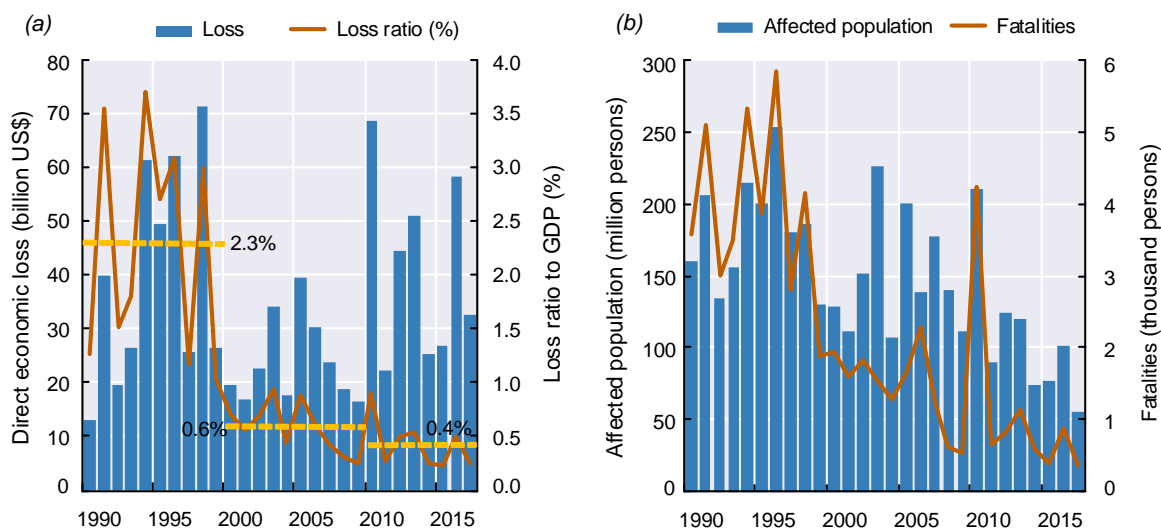 (a)
Loss
Loss ratio (%)
80
70
60
50
40
30
20
10
0
Direct economic loss (billion US$)
4.0
3.5
3.0
2.5
2.0
1.5
1.0
0.5
0.0
Loss ratio to GDP (%)
2.3%
0.6%
0.4%
1990 1995 2000 2005 2010 2015
(b)
Affected population
Fatalities
300
250
200
150
100
50
0
Affected population (million persons)
6
5
4
3
2
1
0
Fatalities (thousand persons)
1990 1995 2000 2005 2010 2015